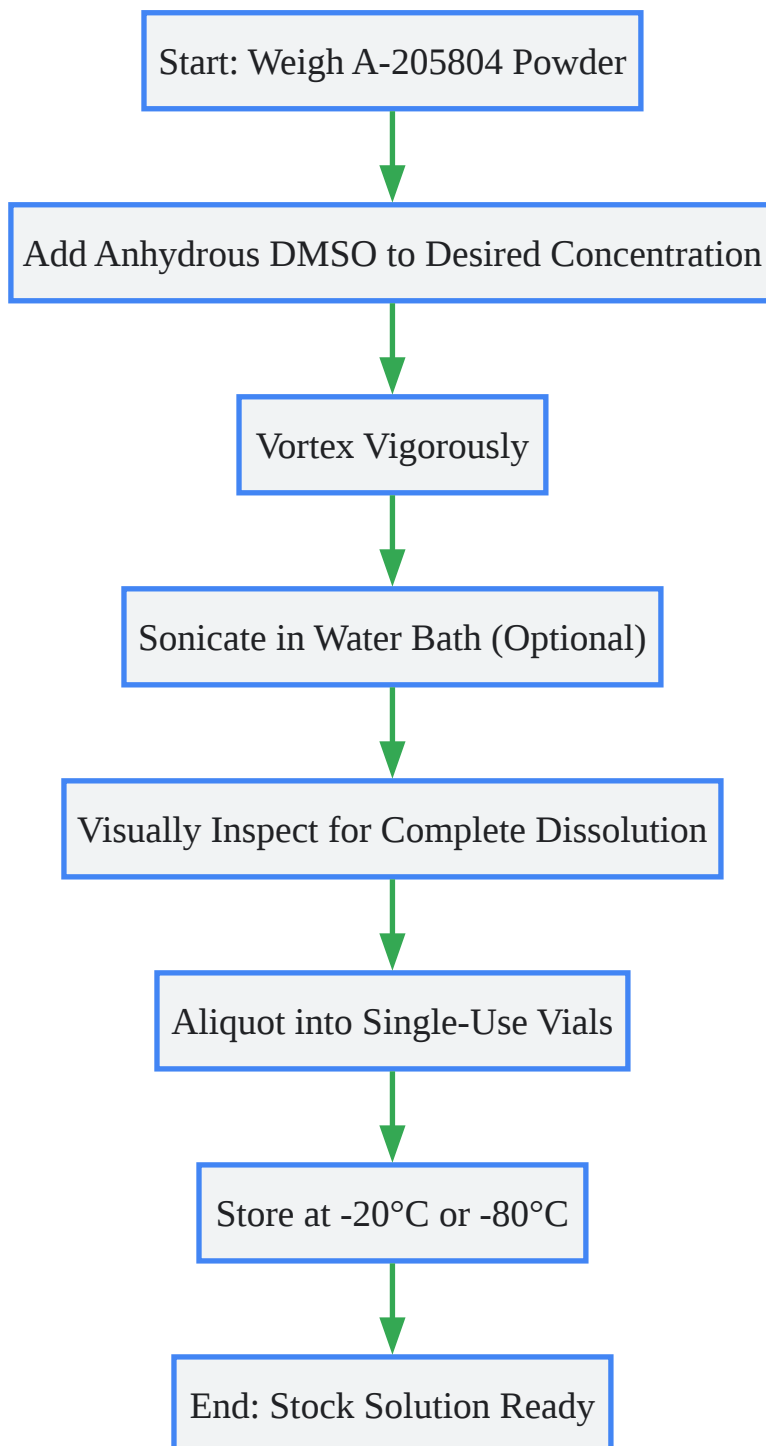 Start: Weigh A-205804 Powder
Add Anhydrous DMSO to Desired Concentration
Vortex Vigorously
Sonicate in Water Bath (Optional)
Visually Inspect for Complete Dissolution
Aliquot into Single-Use Vials
Store at -20°C or -80°C
End: Stock Solution Ready